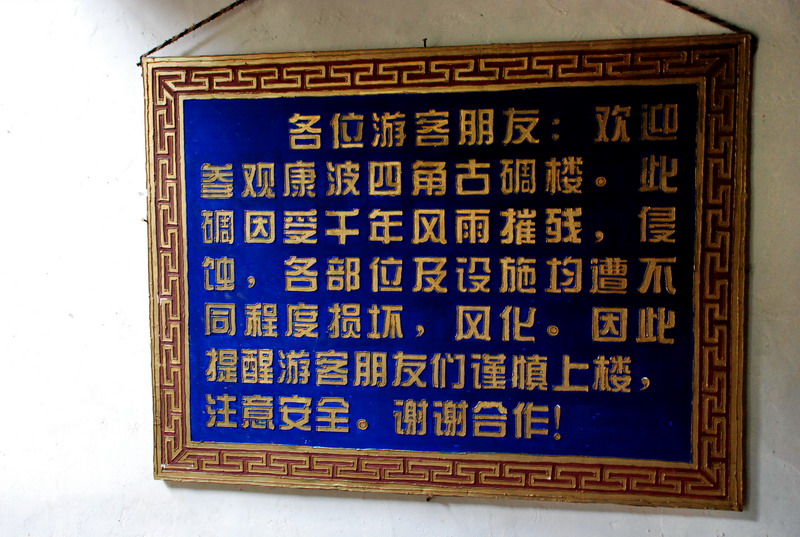 各位游客朋友：欢迎
参观康波四角古碉楼。此
碉因受千年风雨摧残，侵
蚀，各部位及设施均遭不
同程度损坏，风化。因此
提醒游客朋友们谨慎上楼，
注意安全。谢谢合作！